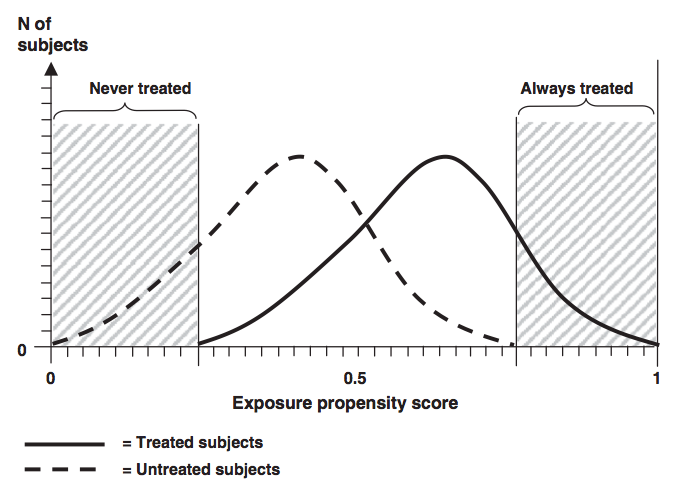 N of
subjects
Never treated
Always treated
0
0
0.5
1
Exposure propensity score
= Treated subjects
= Untreated subjects